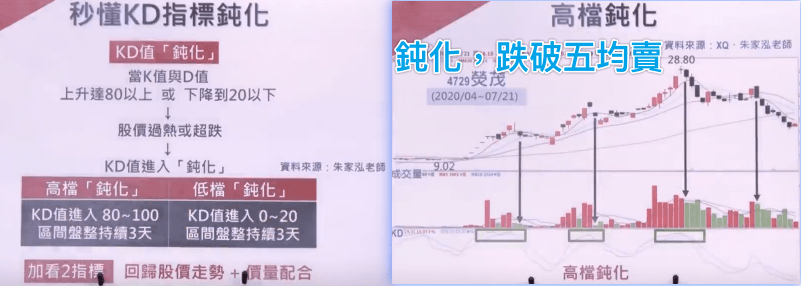 秒懂KD指標鈍化
KD值「鈍化」
當K值與D值
上升達80以上 或 下降到20以下
↓
股價過熱或超跌
↓
KD值進入「鈍化」
資料來源：朱家泓老師
高檔「鈍化」
低檔「鈍化」
KD值進入 80~100
區間盤整持續3天
KD值進入 0~20
區間盤整持續3天
加看2指標
回歸股價走勢 + 價量配合
高檔鈍化
資料來源：XQ、朱家泓老師
鈍化，跌破五均賣
28.80
4729熒茂
(2020/04~07/21)
9.02
成交量
KD
高檔鈍化